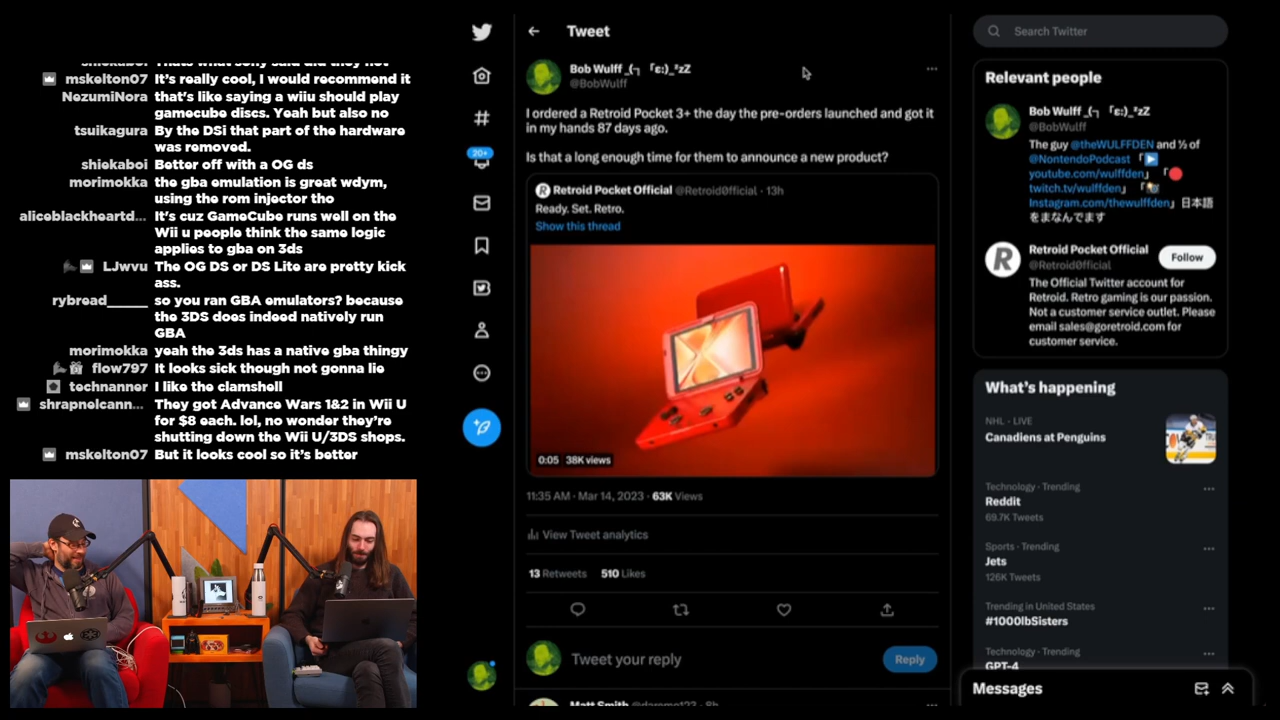 mskelton07 It's really cool, I would recommend it
NezumiNora that's like saying a wiiu should play
gamecube discs. Yeah but also no
tsuikagura By the DSi that part of the hardware
was removed.
shiekaboi Better off with a OG ds
morimokka the gba emulation is great wdym,
using the rom injector tho
aliceblackheartd... It's cuz GameCube runs well on the
Wii u people think the same logic
applies to gba on 3ds
LJwvu The OG DS or DS Lite are pretty kick
ass.
rybread______ so you ran GBA emulators? because
the 3DS does indeed natively run
GBA
morimokka yeah the 3ds has a native gba thingy
flow797 It looks sick though not gonna lie
technanner I like the clamshell
shrapnelcann... They got Advance Wars 1&2 in Wii U
for $8 each. lol, no wonder they're
shutting down the Wii U/3DS shops.
mskelton07 But it looks cool so it's better
20+
Tweet
Bob Wulff
@BobWulff
I ordered a Retroid Pocket 3+ the day the pre-orders launched and got it
in my hands 87 days ago.
Is that a long enough time for them to announce a new product?
Retroid Pocket Official @Retroid0fficial · 13h
Ready. Set. Retro.
Show this thread
0:05 38K views
11:35 AM · Mar 14, 2023 · 63K Views
View Tweet analytics
13 Retweets 510 Likes
Tweet your reply
Reply
Matt Smith
Search Twitter
Relevant people
Bob Wulff
@BobWulff
The guy @theWULFFDEN and ⅓ of
@NontendoPodcast 「▶️
youtube.com/wulffden」「🔴
twitch.tv/wulffden」「📸
Instagram.com/thewulffden」日本語
をまなんでます
Retroid Pocket Official
@Retroid0fficial
Follow
The Official Twitter account for
Retroid. Retro gaming is our passion.
Not a customer service outlet. Please
email sales@goretroid.com for
customer service.
What's happening
NHL · LIVE
Canadiens at Penguins
Technology · Trending
Reddit
69.7K Tweets
Sports · Trending
Jets
126K Tweets
Trending in United States
#1000lbSisters
Technology · Trending
GPT-4
Messages